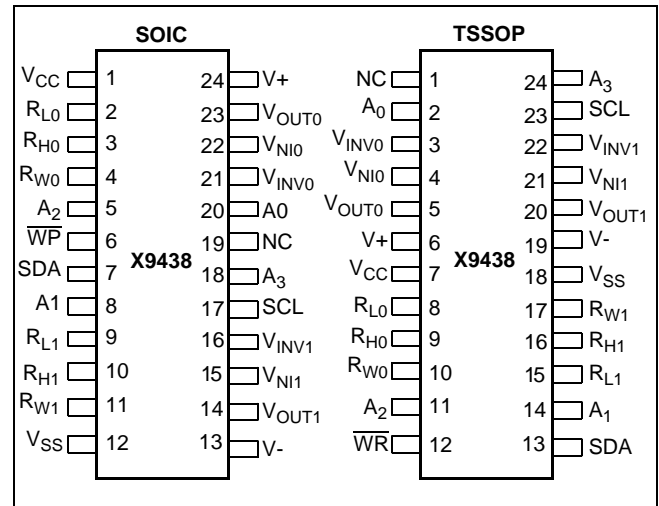 SOIC
VCC 1 24 V+
RL0 2 23 VOUT0
RH0 3 22 VNI0
RW0 4 21 VINV0
A2 5 20 A0
WP 6 19 NC
SDA 7 X9438 18 A3
A1 8 17 SCL
RL1 9 16 VINV1
RH1 10 15 VNI1
RW1 11 14 VOUT1
VSS 12 13 V-
TSSOP
NC 1 24 A3
A0 2 23 SCL
VINV0 3 22 VINV1
VNI0 4 21 VNI1
VOUT0 5 20 VOUT1
V+ 6 19 V-
VCC 7 X9438 18 VSS
RL0 8 17 RW1
RH0 9 16 RH1
RW0 10 15 RL1
A2 11 14 A1
WR 12 13 SDA